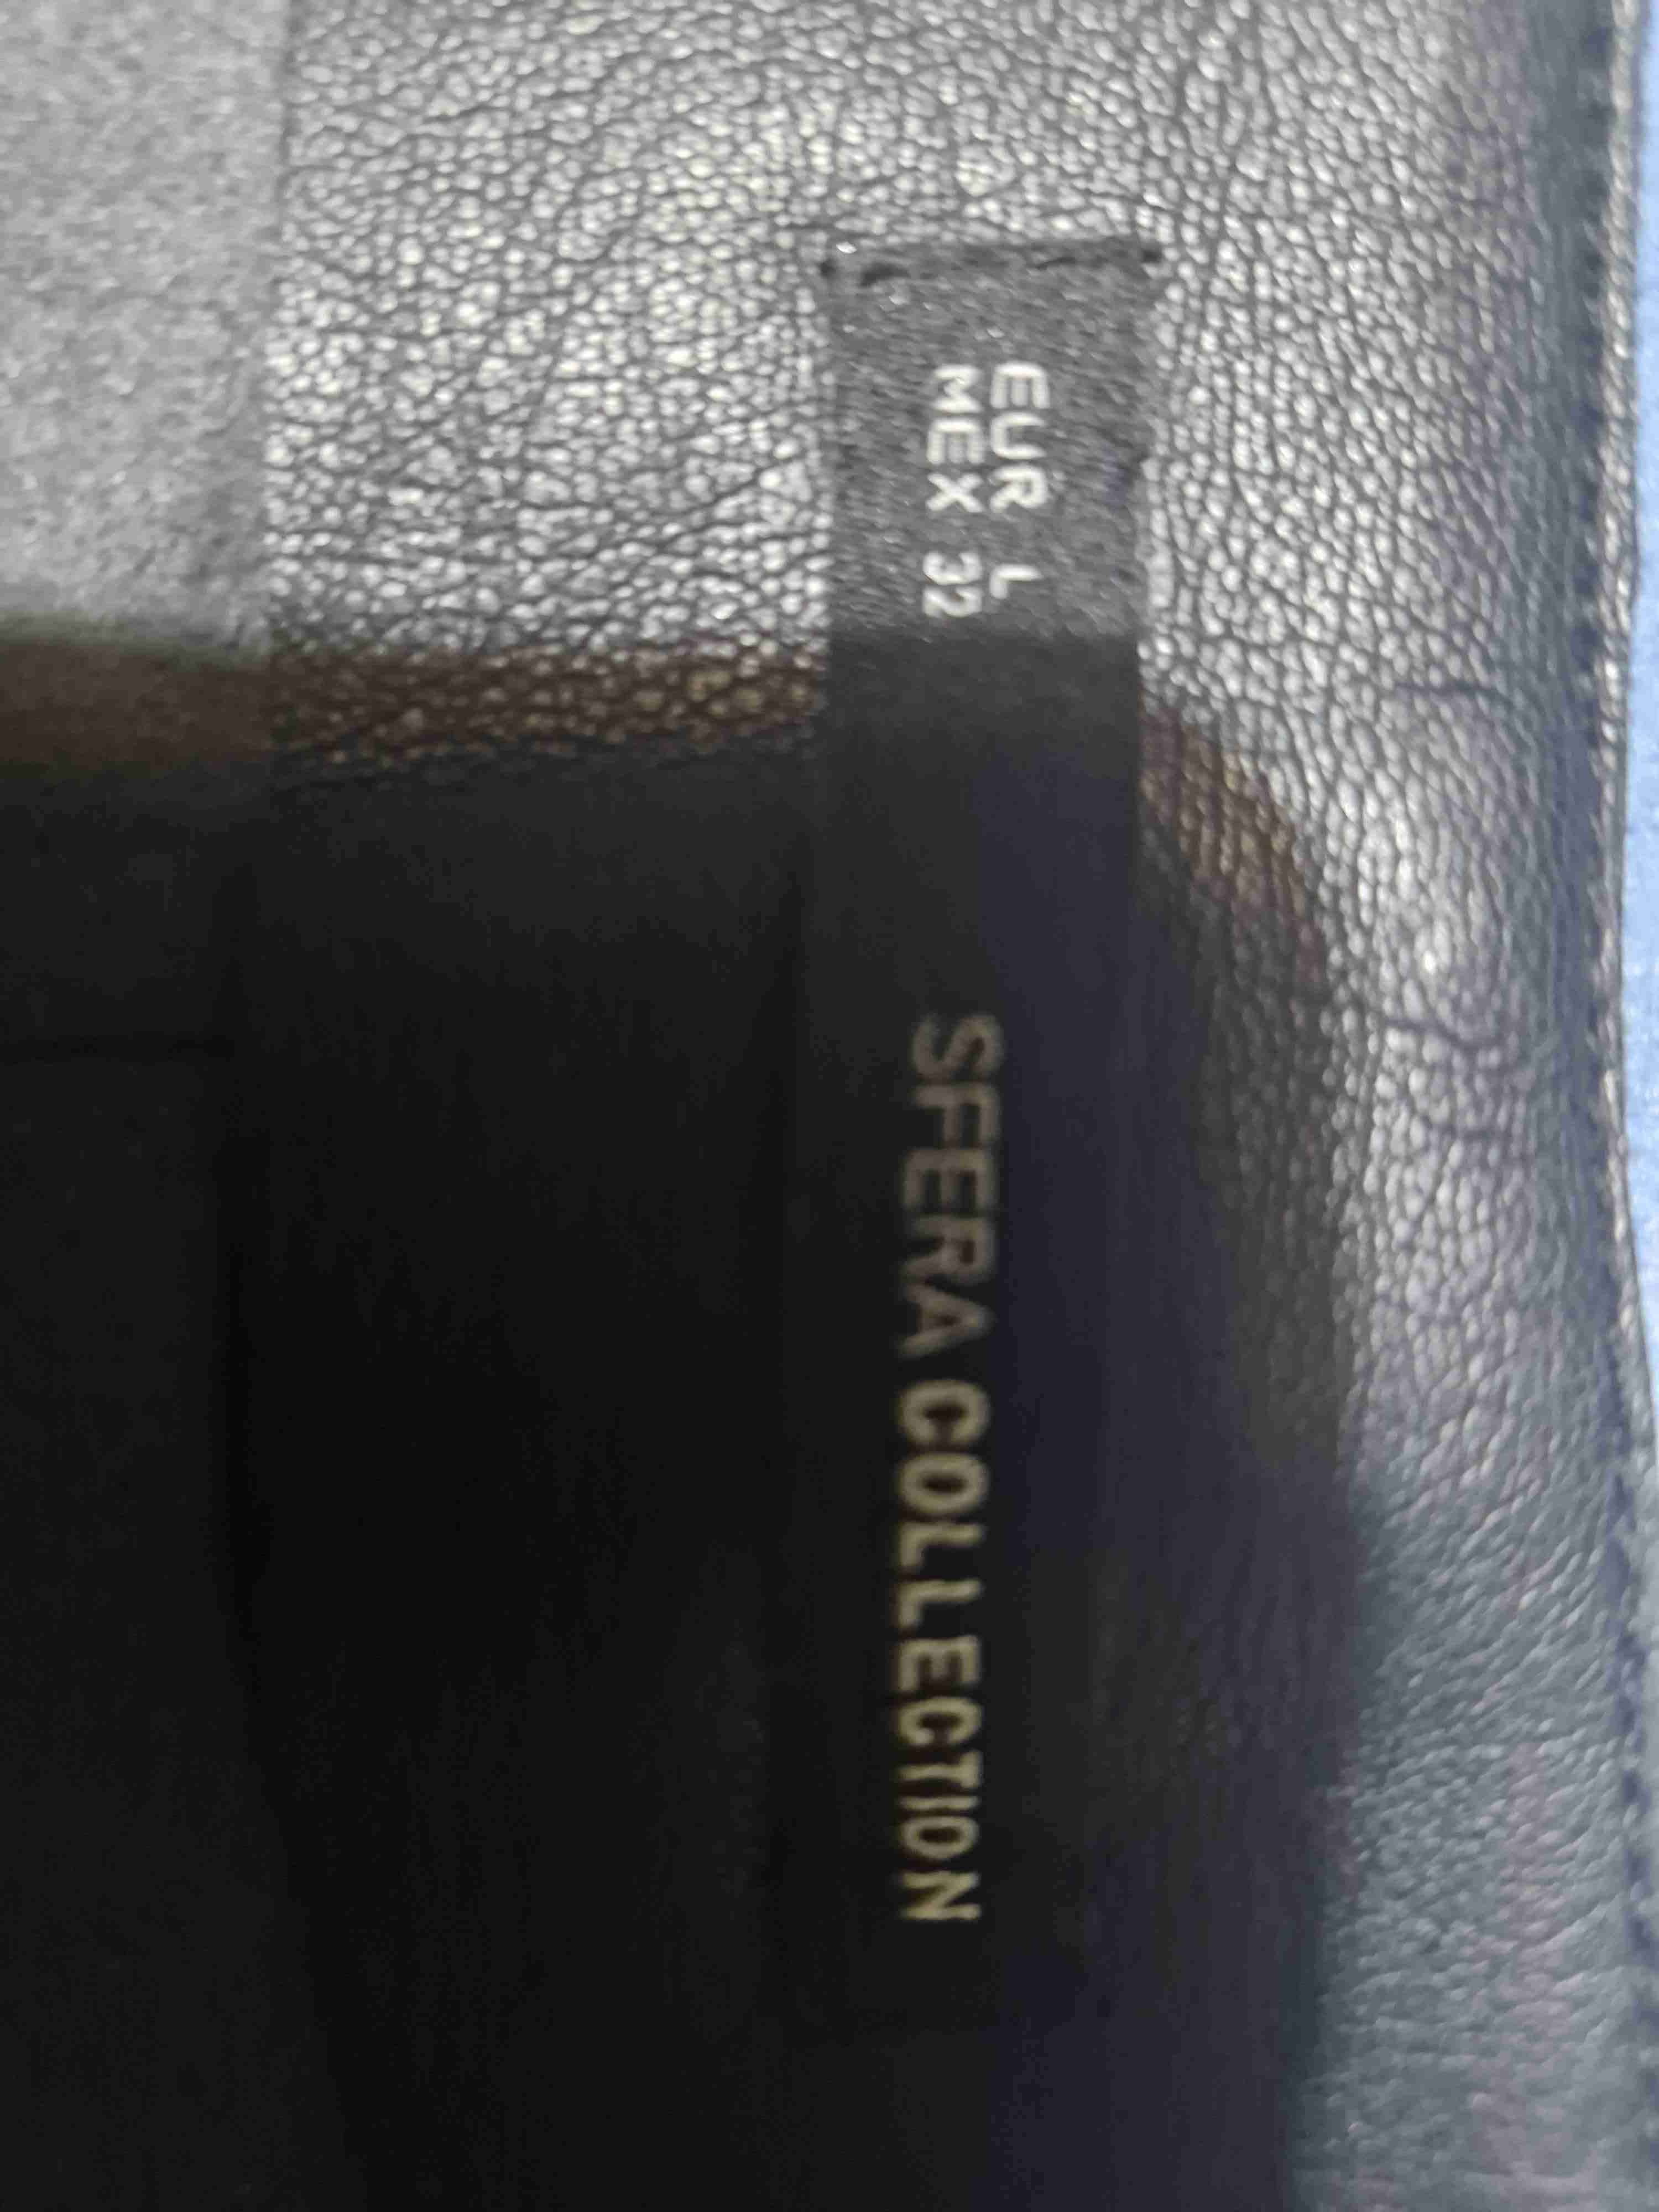 EUR L
MEX 32
SFERA COLLECTION